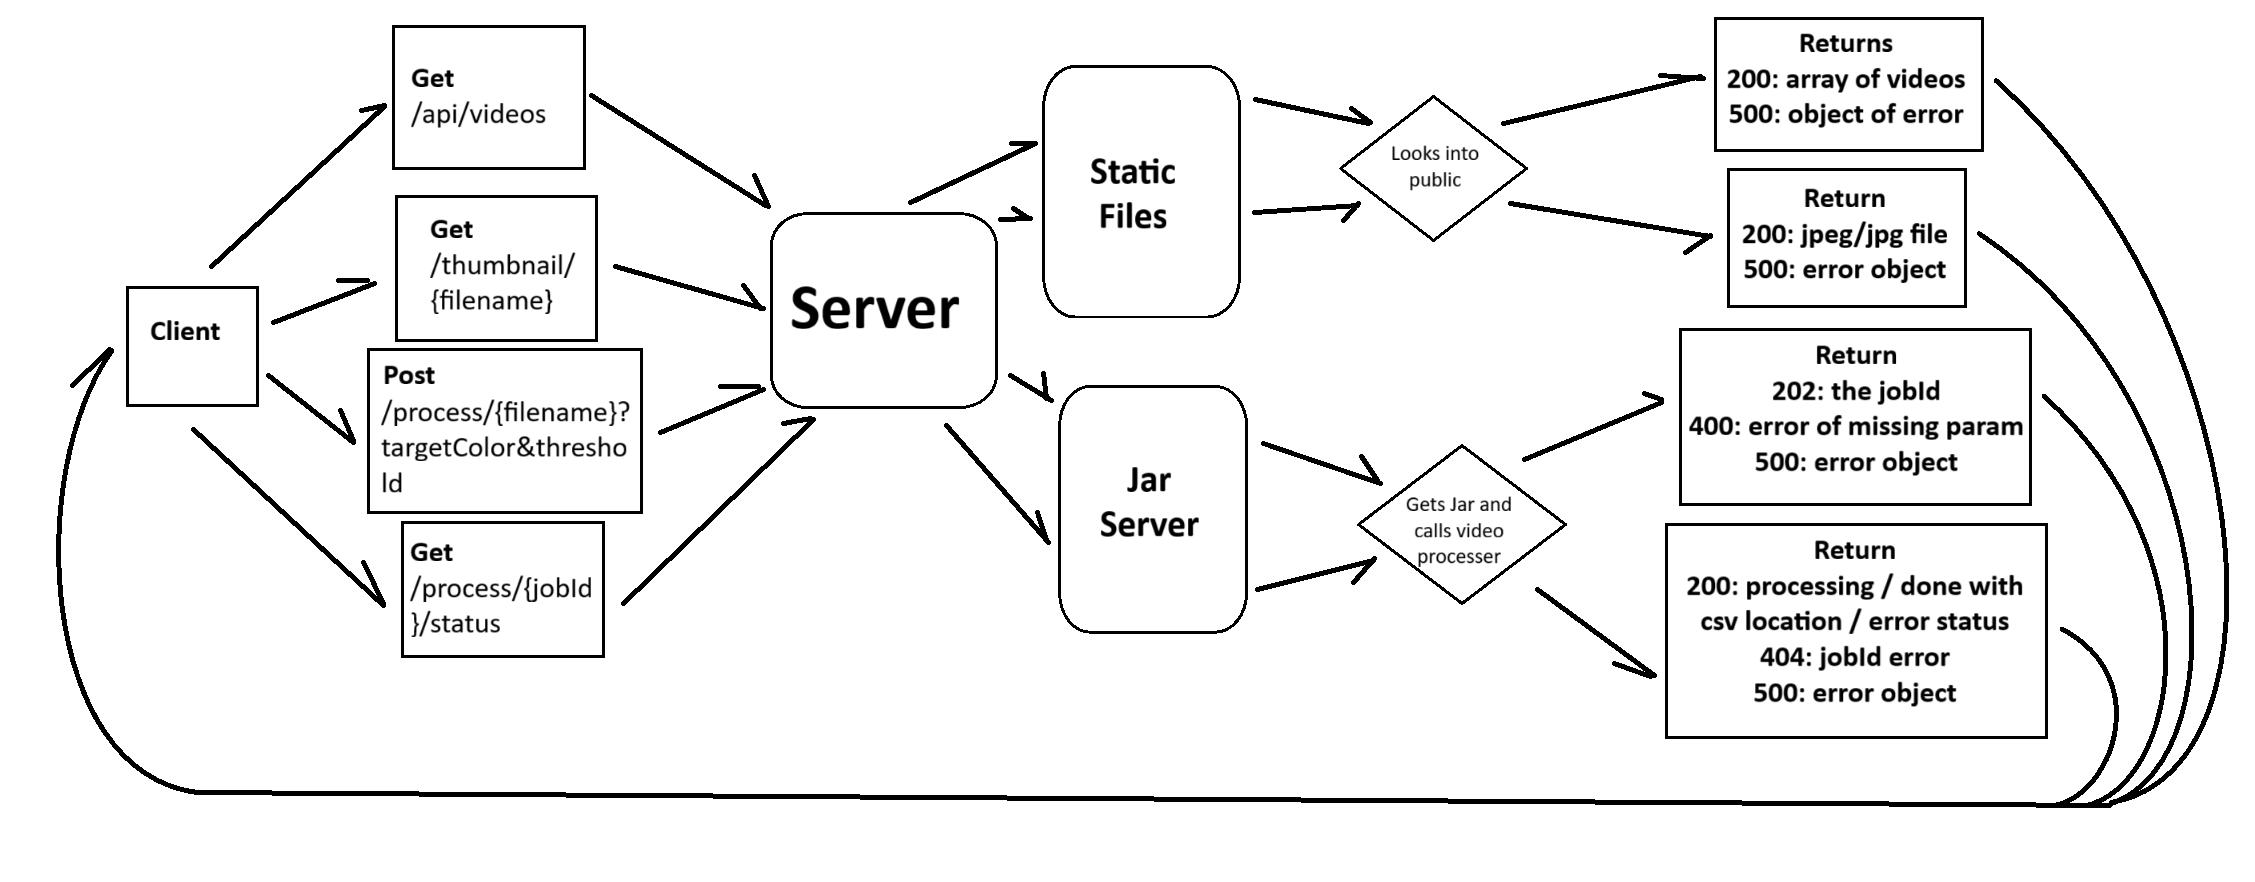 Get
/api/videos
Get
/thumbnail/
{filename}
Client
Post
/process/{filename}?
targetColor&thresho
ld
Get
/process/{jobId
}/status
Server
Static
Files
Jar
Server
Looks into
public
Gets Jar and
calls video
processer
Returns
200: array of videos
500: object of error
Return
200: jpeg/jpg file
500: error object
Return
202: the jobId
400: error of missing param
500: error object
Return
200: processing / done with
csv location / error status
404: jobId error
500: error object